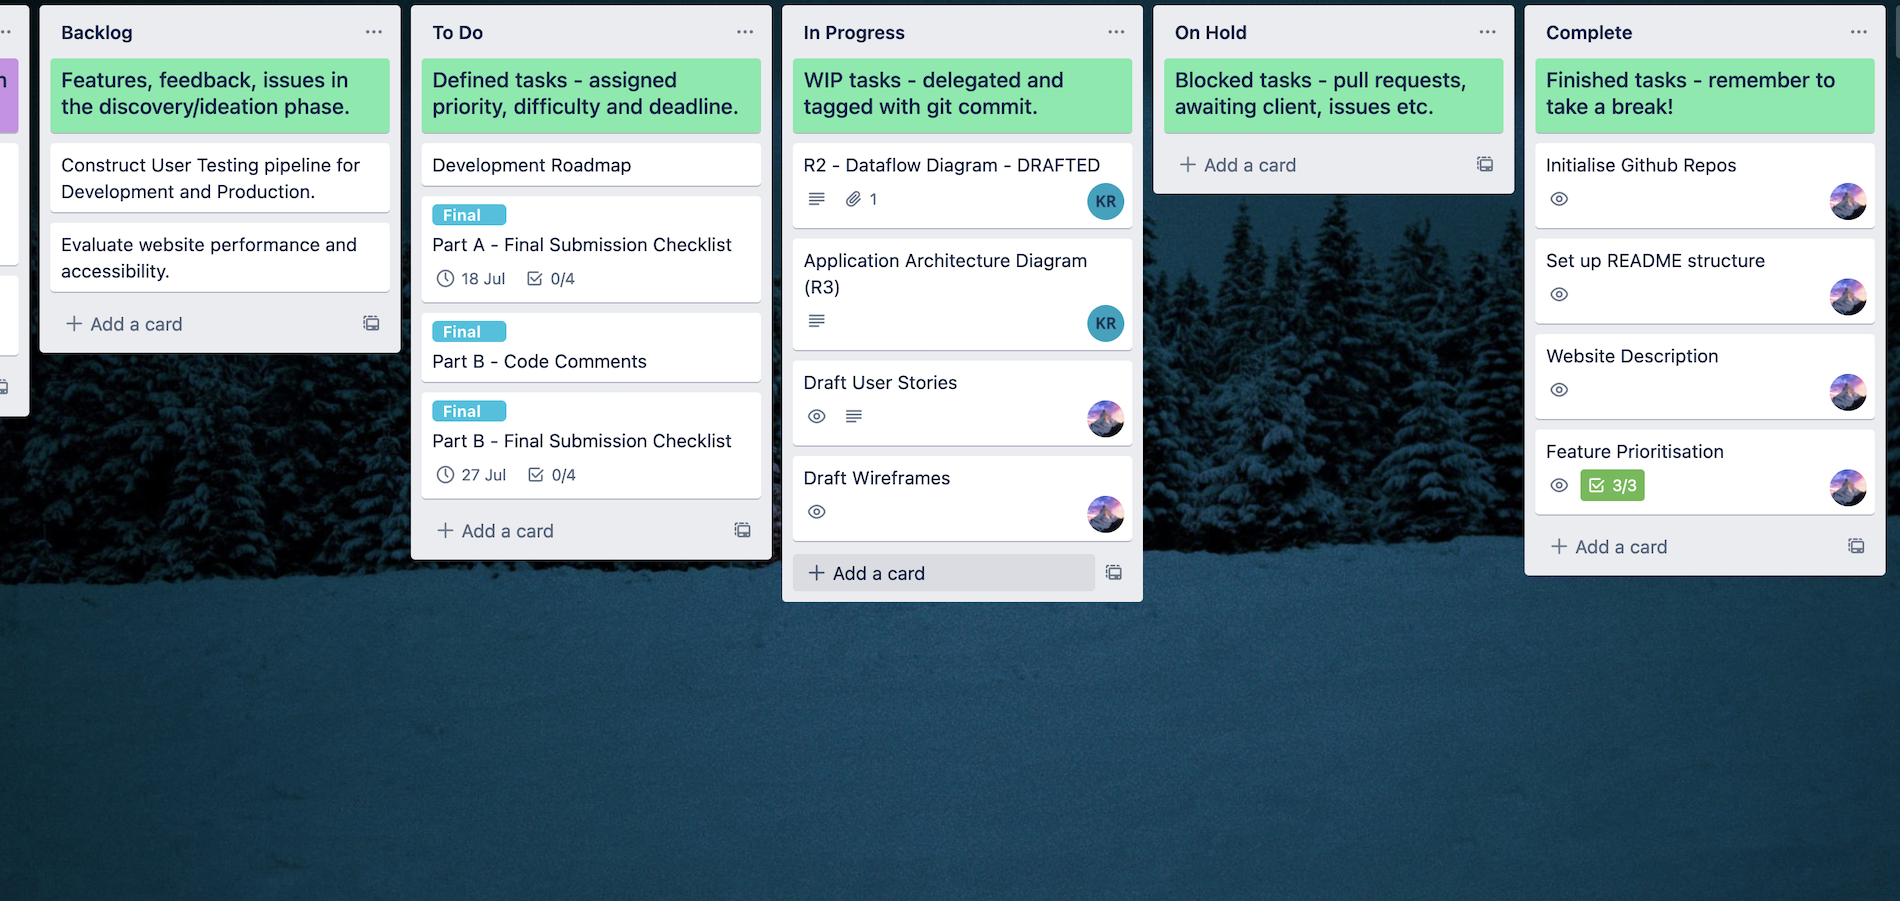 n
Backlog
Features, feedback, issues in
the discovery/ideation phase.
Construct User Testing pipeline for
Development and Production.
Evaluate website performance and
accessibility.
+ Add a card
To Do
Defined tasks - assigned
priority, difficulty and deadline.
Development Roadmap
Final
Part A - Final Submission Checklist
18 Jul 0/4
Final
Part B - Code Comments
Final
Part B - Final Submission Checklist
27 Jul 0/4
+ Add a card
In Progress
WIP tasks - delegated and
tagged with git commit.
R2 - Dataflow Diagram - DRAFTED
1
KR
Application Architecture Diagram
(R3)
KR
Draft User Stories
Draft Wireframes
+ Add a card
On Hold
Blocked tasks - pull requests,
awaiting client, issues etc.
+ Add a card
Complete
Finished tasks - remember to
take a break!
Initialise Github Repos
Set up README structure
Website Description
Feature Prioritisation
3/3
+ Add a card